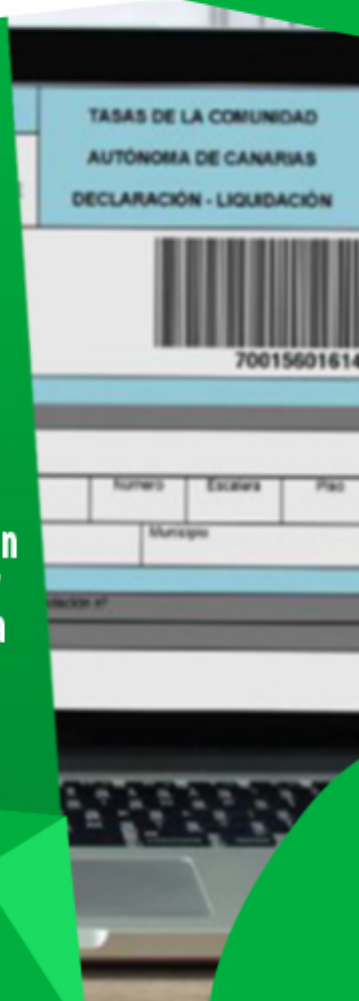 TASAS DE LA COMUNIDAD
AUTÓNOMA DE CANARIAS
DECLARACIÓN - LIQUIDACIÓN
70015601614
Número Escalera Piso
Municipio
n
a